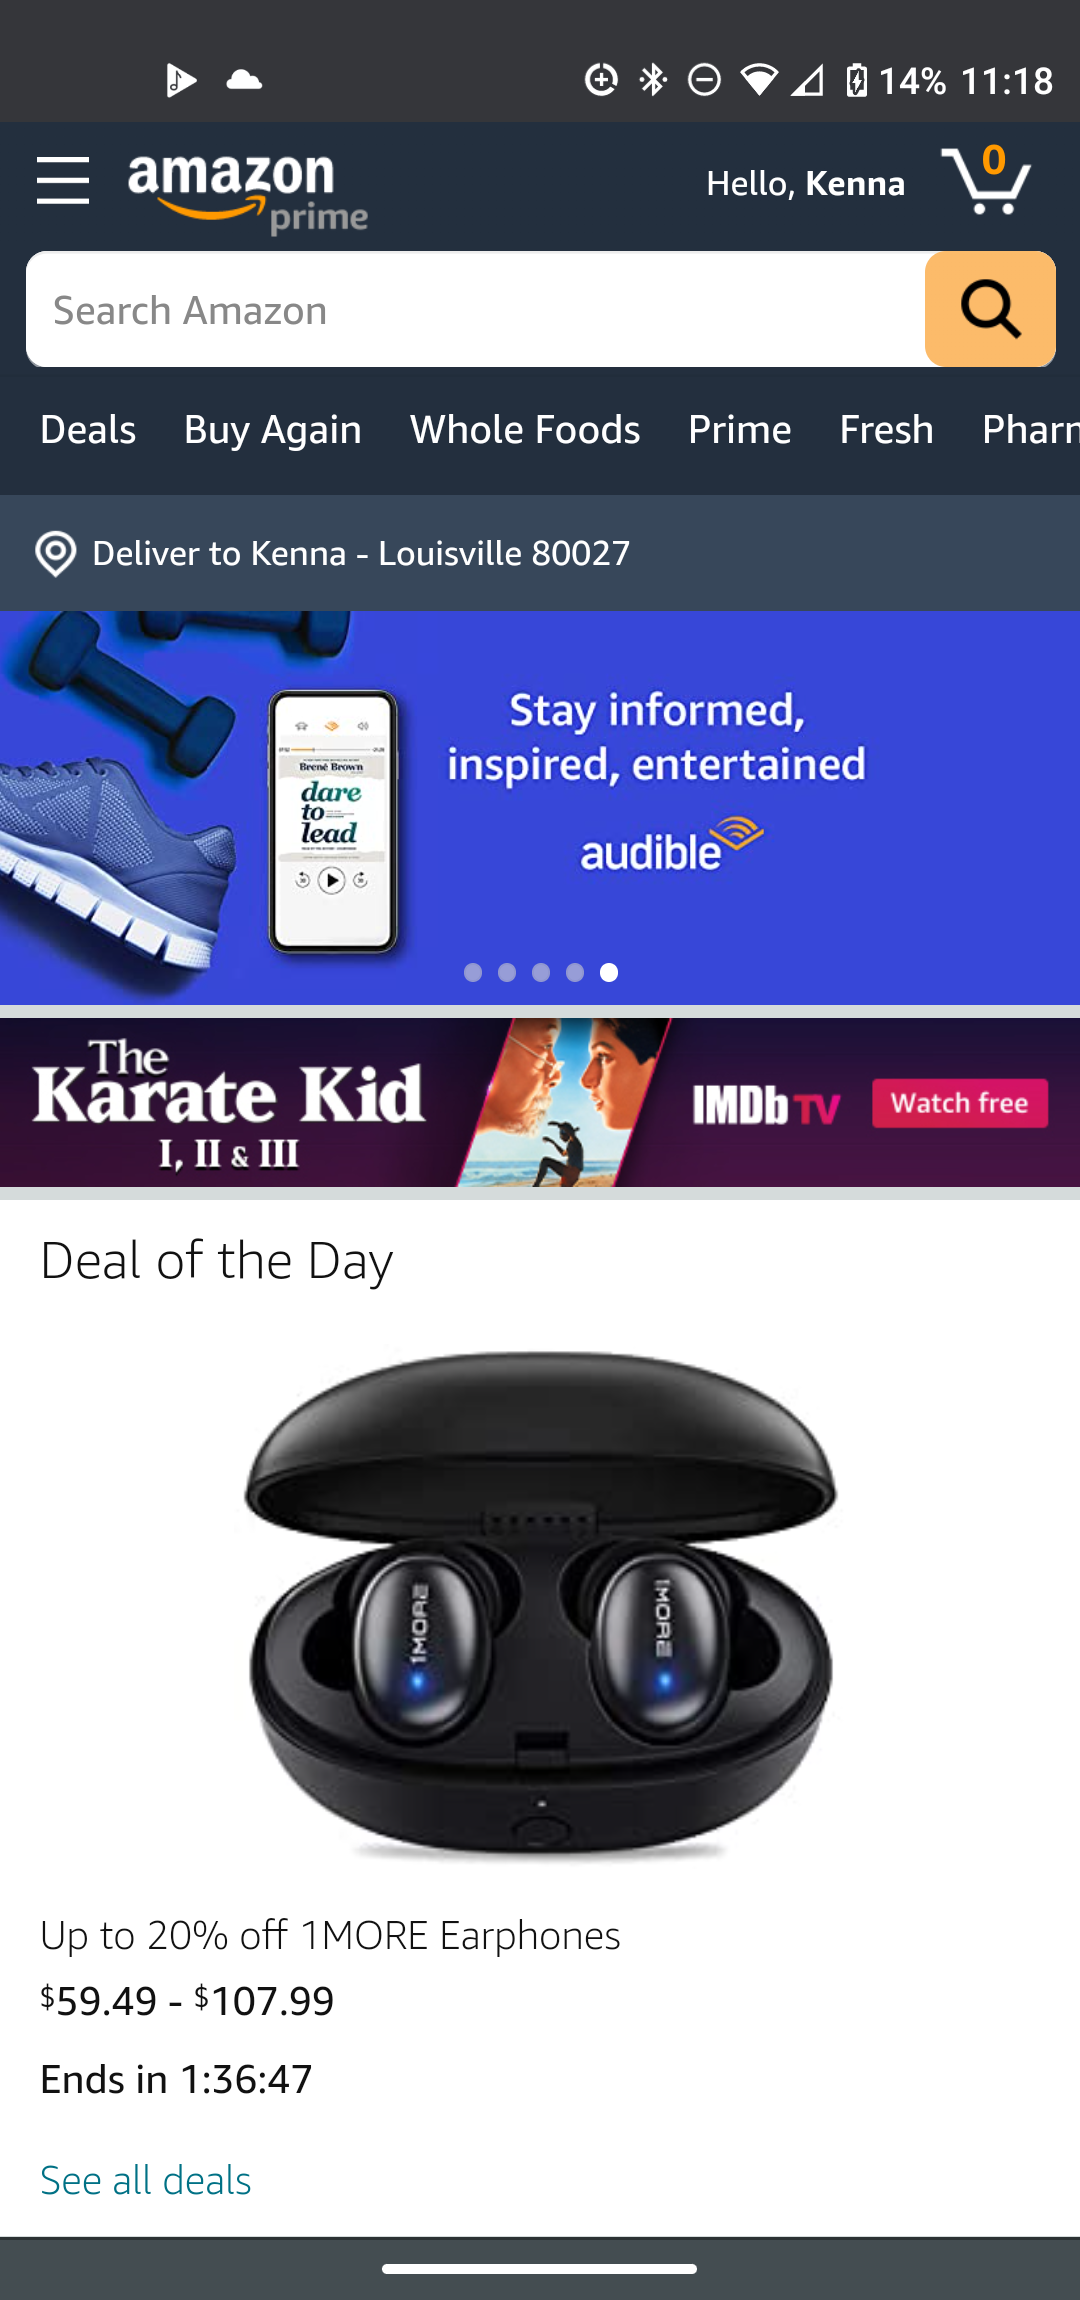 14% 11:18
amazon
prime
Hello, Kenna
0
Search Amazon
Deals Buy Again Whole Foods Prime Fresh Pharm
Deliver to Kenna - Louisville 80027
Stay informed,
inspired, entertained
audible
Brené Brown
dare
to
lead
The
Karate Kid
I, II & III
IMDb TV
Watch free
Deal of the Day
1MORE
1MORE
Up to 20% off 1MORE Earphones
$59.49 - $107.99
Ends in 1:36:47
See all deals